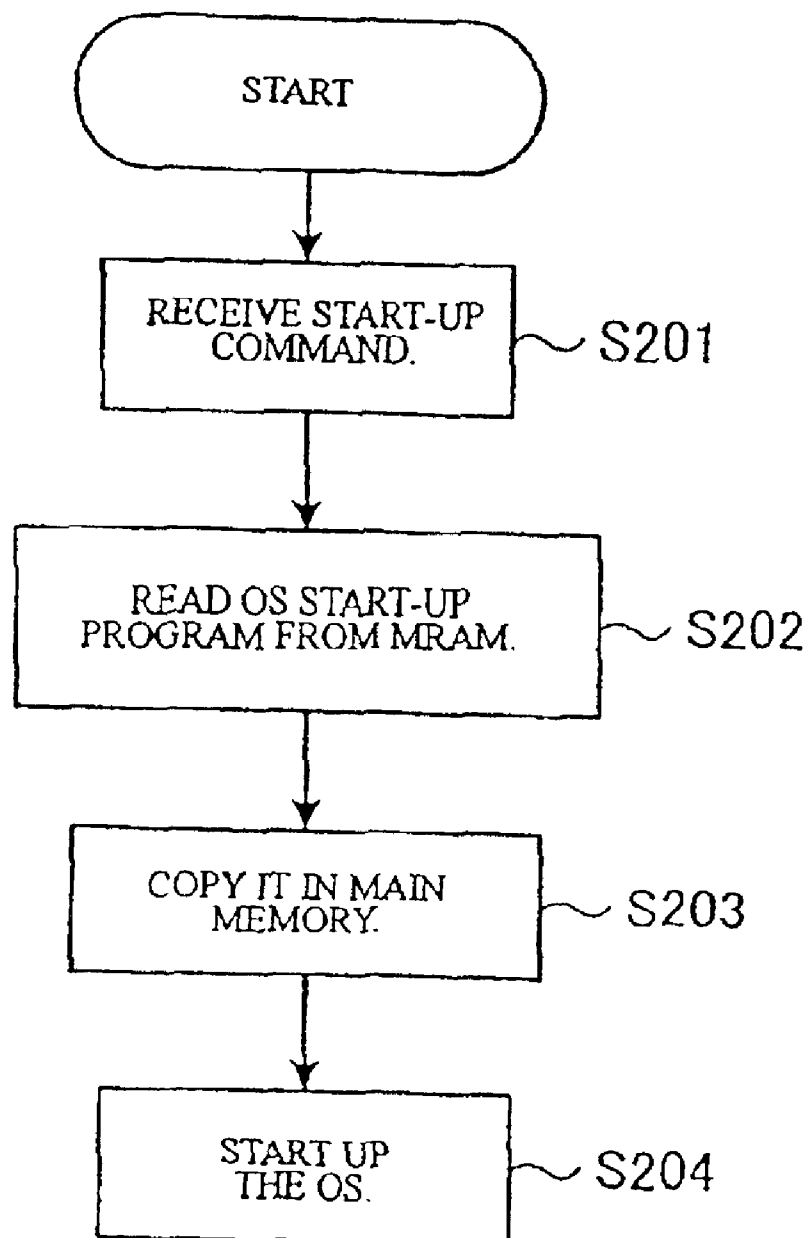 START
RECEIVE START-UP
COMMAND.
S201
READ OS START-UP
PROGRAM FROM MRAM.
S202
COPY IT IN MAIN
MEMORY.
S203
START UP
THE OS.
S204